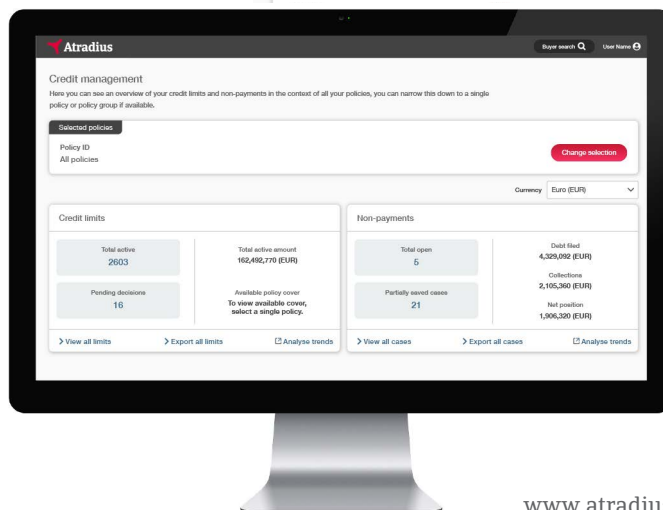 Atradius
Buyer search
User Name
Credit management
Here you can see an overview of your credit limits and non-payments in the context of all your policies, you can narrow this down to a single
policy or policy group if available.
Selected policies
Policy ID
All policies
Change selection
Currency
Euro (EUR)
Credit limits
Total active
2603
Total active amount
162,492,770 (EUR)
Pending decisions
16
Available policy cover
To view available cover,
select a single policy.
View all limits
Export all limits
Analyse trends
Non-payments
Total open
5
Debt filed
4,329,092 (EUR)
Collections
2,105,360 (EUR)
Partially saved cases
21
Net position
1,906,320 (EUR)
View all cases
Export all cases
Analyse trends
www.atradiu